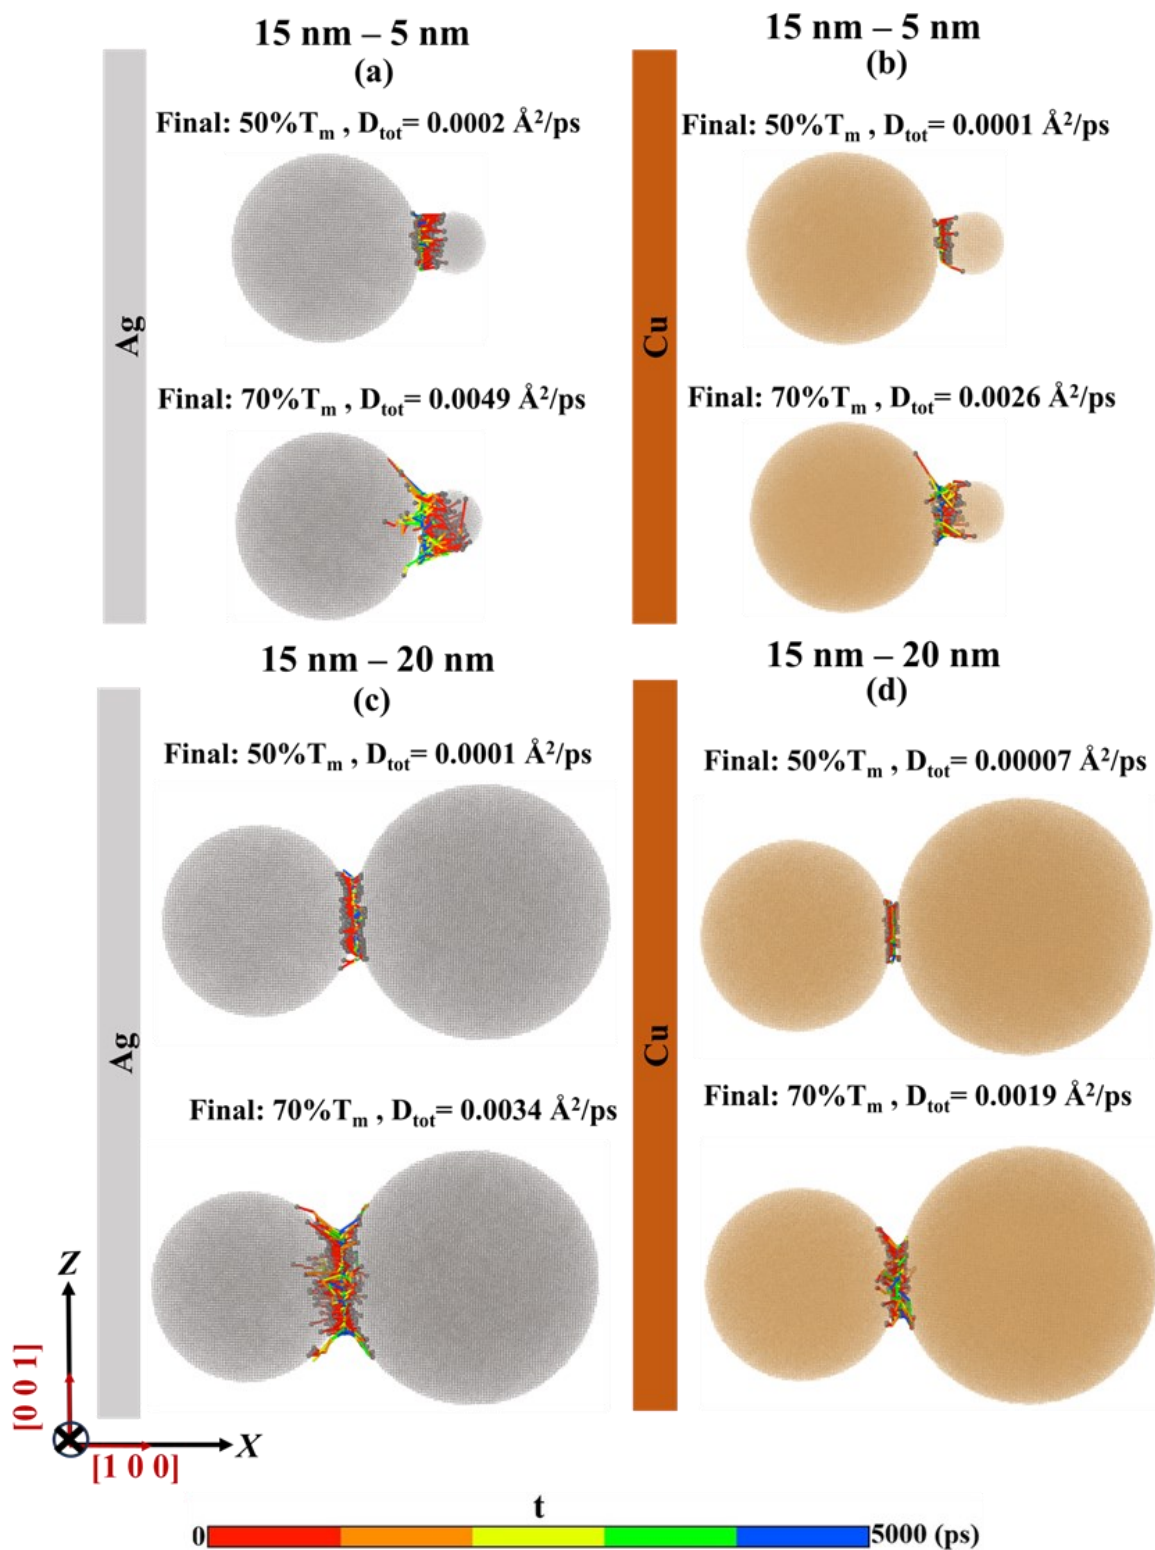 15 nm – 5 nm
(a)
Final: 50%Tm , Dtot= 0.0002 Å²/ps
Ag
Final: 70%Tm , Dtot= 0.0049 Å²/ps
15 nm – 5 nm
(b)
Final: 50%Tm , Dtot= 0.0001 Å²/ps
Cu
Final: 70%Tm , Dtot= 0.0026 Å²/ps
15 nm – 20 nm
(c)
Final: 50%Tm , Dtot= 0.0001 Å²/ps
Ag
Final: 70%Tm , Dtot= 0.0034 Å²/ps
15 nm – 20 nm
(d)
Final: 50%Tm , Dtot= 0.00007 Å²/ps
Cu
Final: 70%Tm , Dtot= 0.0019 Å²/ps
Z
[0 0 1]
X
[1 0 0]
t
0
5000 (ps)